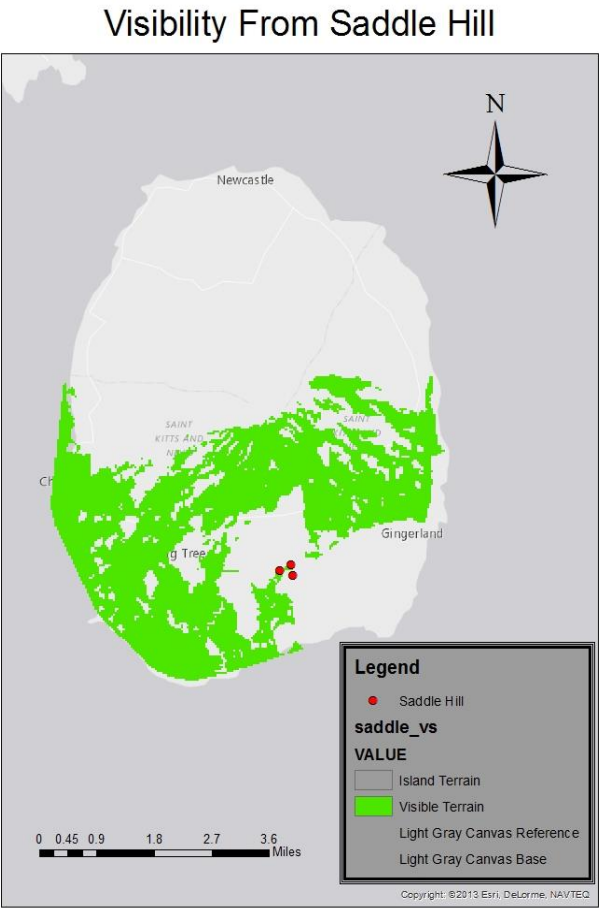 Visibility From Saddle Hill
N
Newcastle
SAINT
KITTS AND
SAINT
Gingerland
g Tree
Legend
Saddle Hill
saddle_vs
VALUE
Island Terrain
Visible Terrain
Light Gray Canvas Reference
Light Gray Canvas Base
0 0.45 0.9 1.8 2.7 3.6
Miles
Copyright: ©2013 Esri, DeLorme, NAVTEQ